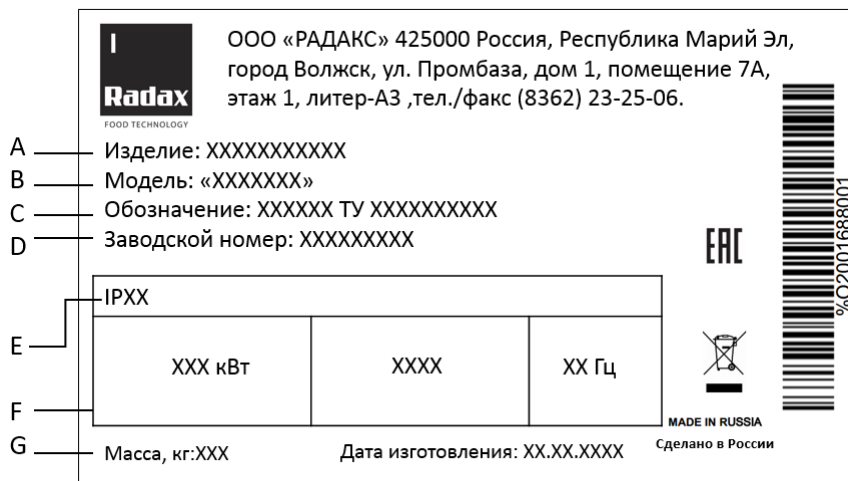 I
Radax
FOOD TECHNOLOGY
ООО «РАДАКС» 425000 Россия, Республика Марий Эл,
город Волжск, ул. Промбаза, дом 1, помещение 7А,
этаж 1, литер-А3 ,тел./факс (8362) 23-25-06.
A
Изделие: XXXXXXXXXXX
B
Модель: «XXXXXXX»
C
Обозначение: XXXXXX ТУ XXXXXXXXXX
D
Заводской номер: XXXXXXXXX
EAC
%O2001688001
E
IPXX
F
XXX кВт
XXXX
XX Гц
MADE IN RUSSIA
Сделано в России
G
Масса, кг:XXX
Дата изготовления: XX.XX.XXXX